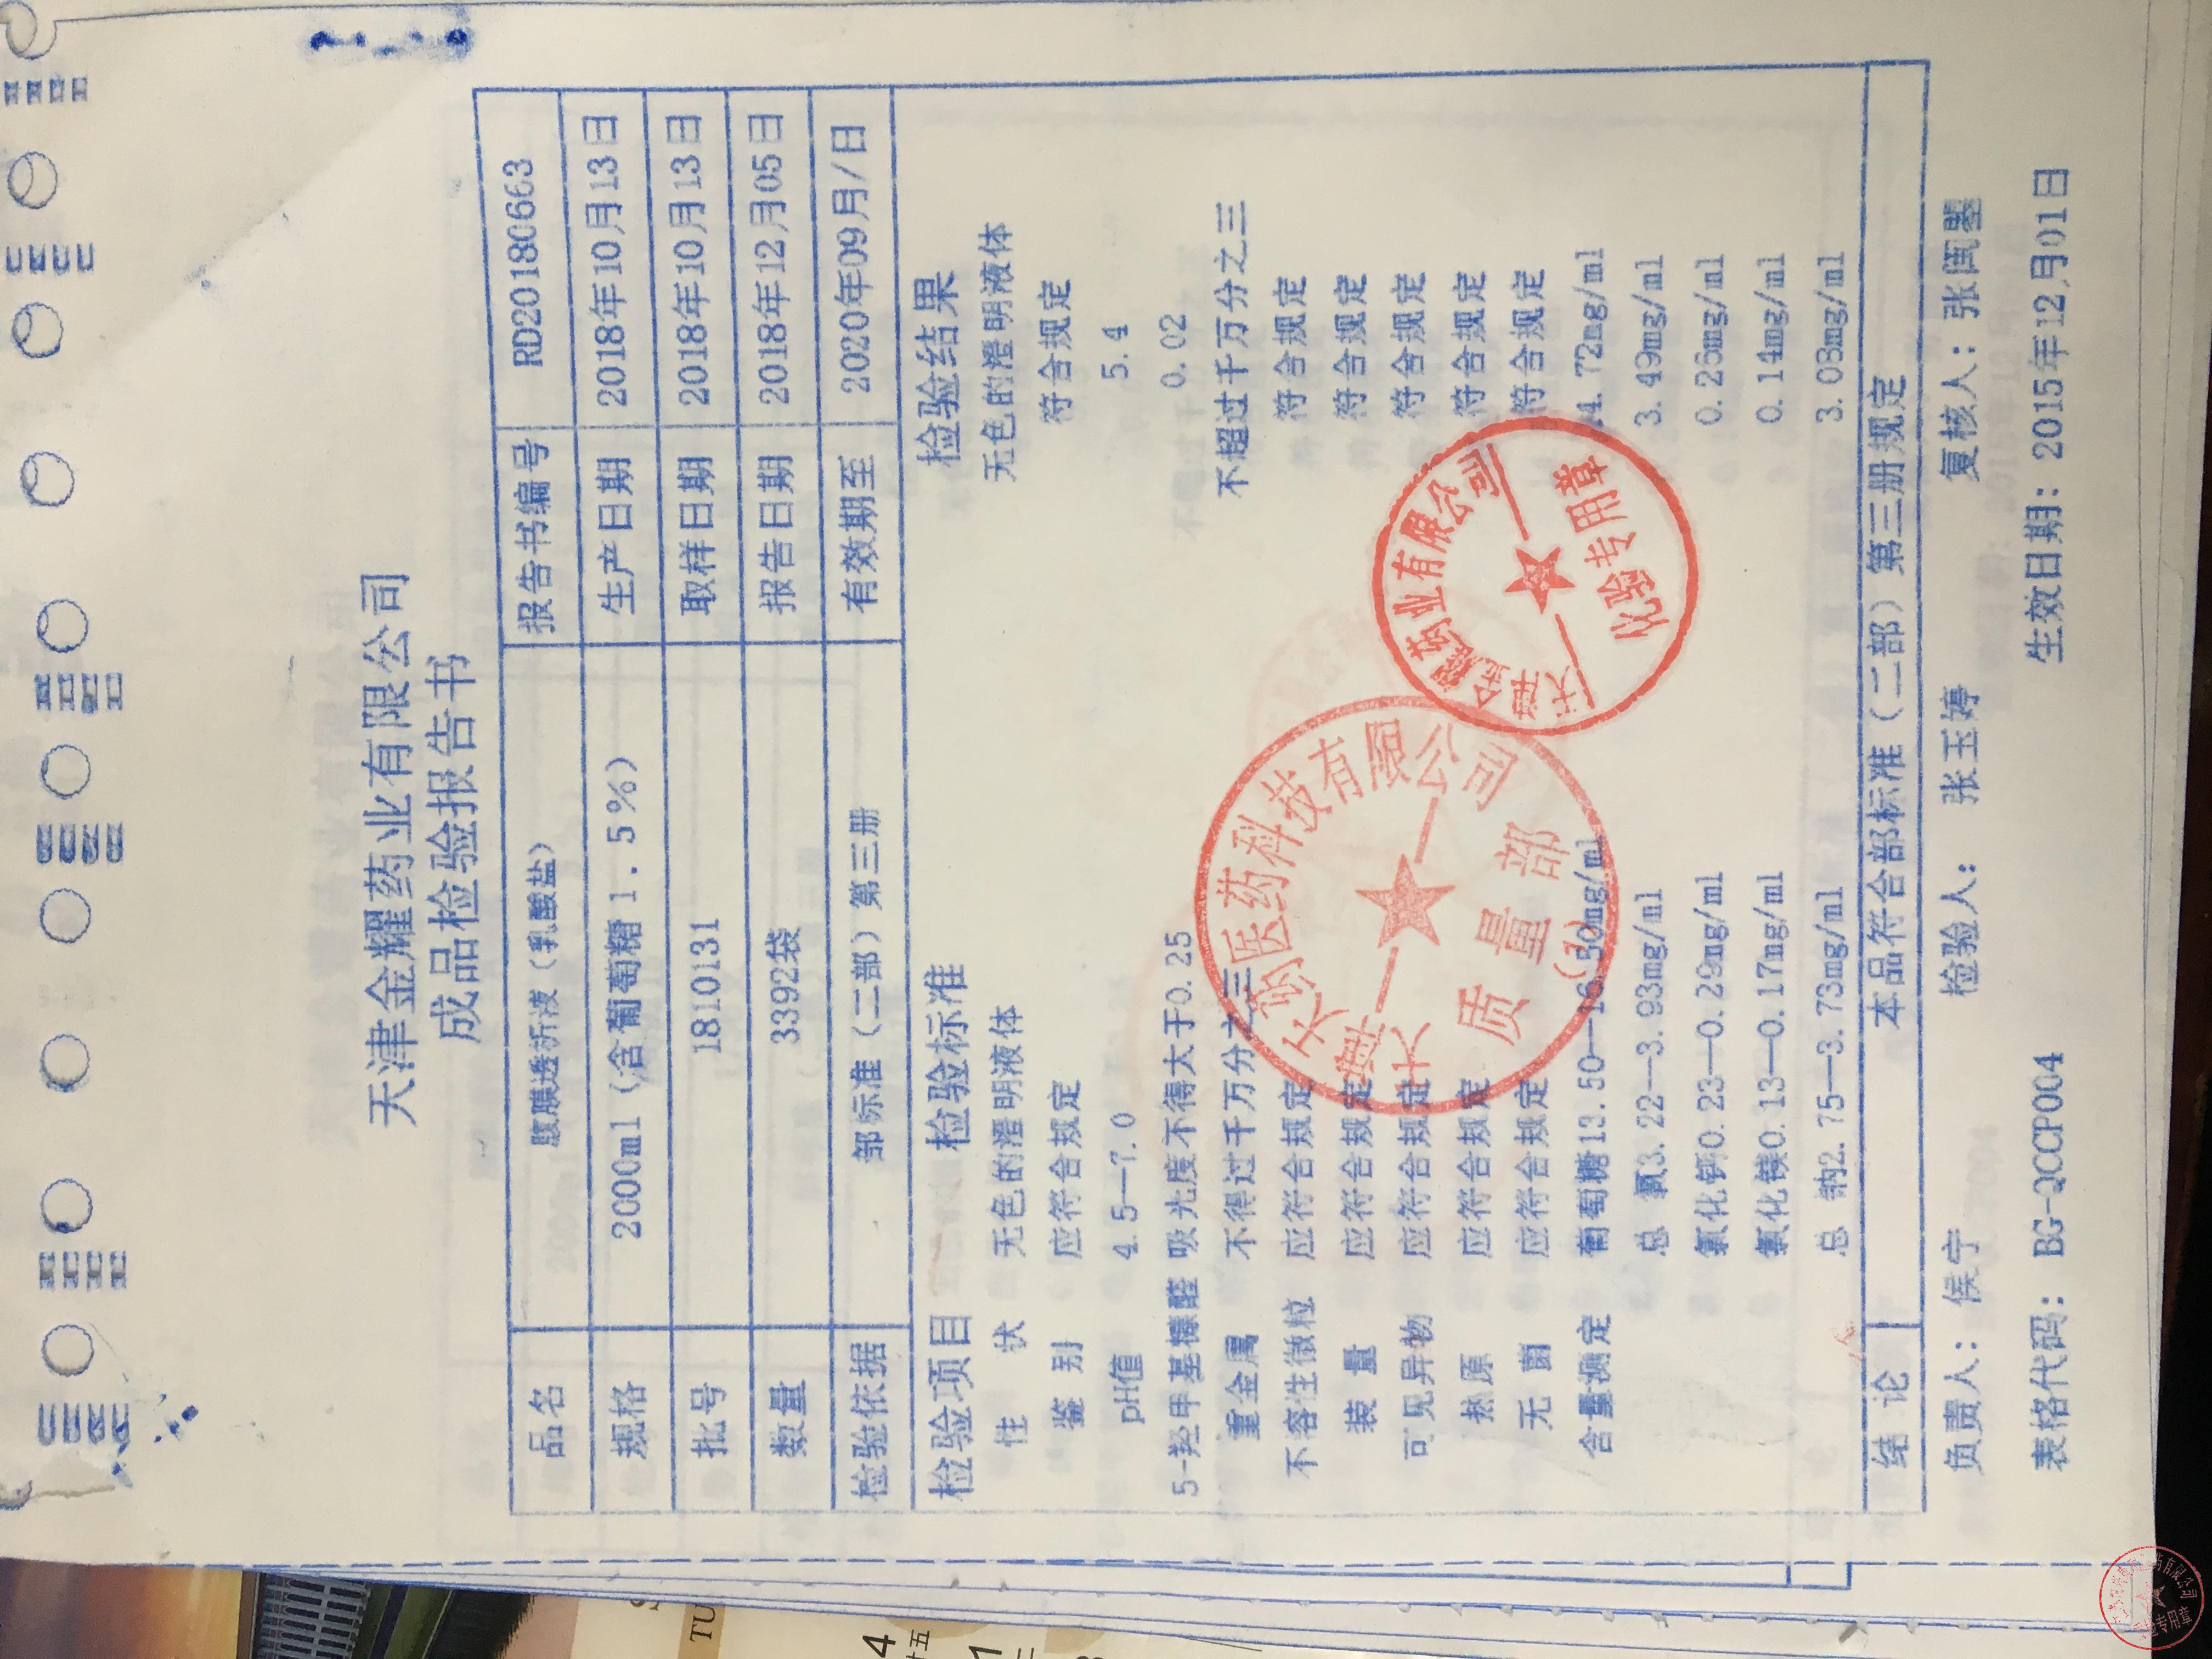 天津金耀药业有限公司
成品检验报告书
品名 腹膜透析液（乳酸盐） 报告书编号 RD20180663
规格 2000ml（含葡萄糖1.5%） 生产日期 2018年10月13日
批号 1810131 取样日期 2018年10月13日
数量 3392袋 报告日期 2018年12月05日
检验依据 部标准（二部）第三册 有效期至 2020年09月/日
检验项目 检验标准 检验结果
性 状 无色的澄明液体 无色的澄明液体
鉴 别 应符合规定 符合规定
pH值 4.5—7.0 5.4
5-羟甲基糠醛 吸光度不得大于0.25 0.02
重金属 不得过千万分之三 不超过千万分之三
不容性微粒 应符合规定 符合规定
装 量 应符合规定 符合规定
可见异物 应符合规定 符合规定
热原 应符合规定 符合规定
无 菌 应符合规定 符合规定
含量测定 葡萄糖13.50—16.50mg/ml 14.72mg/ml
总 氯3.22—3.93mg/ml 3.49mg/ml
氯化钙0.23—0.29mg/ml 0.26mg/ml
氯化镁0.13—0.17mg/ml 0.14mg/ml
总 钠2.75—3.73mg/ml 3.03mg/ml
结 论 本品符合部标准（二部）第三册规定
负责人：侯宁 检验人：张玉婷 复核人：张闺墨
表格代码：BG-QCCP004 生效日期：2015年12月01日
医药科技有限公司
质量部
天津金耀药业有限公司
化验专用章
4
十五
TU